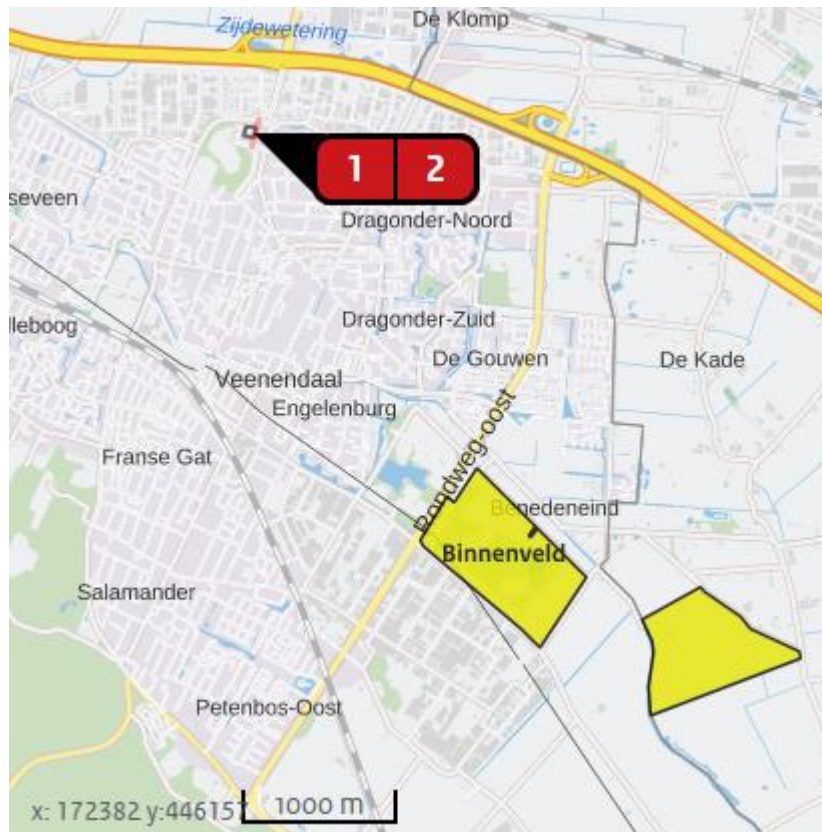 De Klomp
Zijdewetering
1 2
seveen
Dragonder-Noord
lleboog
Dragonder-Zuid
De Gouwen
De Kade
Veenendaal
Engelenburg
Rondweg-oost
Franse Gat
Benedeneind
Binnenveld
Salamander
Petenbos-Oost
x: 172382 y:446157
1000 m